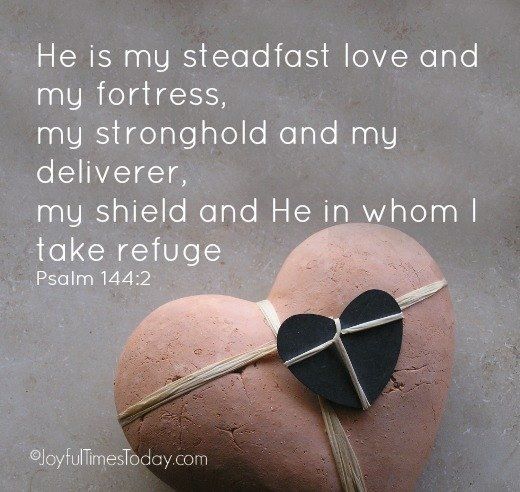 He is my steadfast love and
my fortress,
my stronghold and my
deliverer,
my shield and He in whom I
take refuge
Psalm 144:2
©JoyfulTimesToday.com